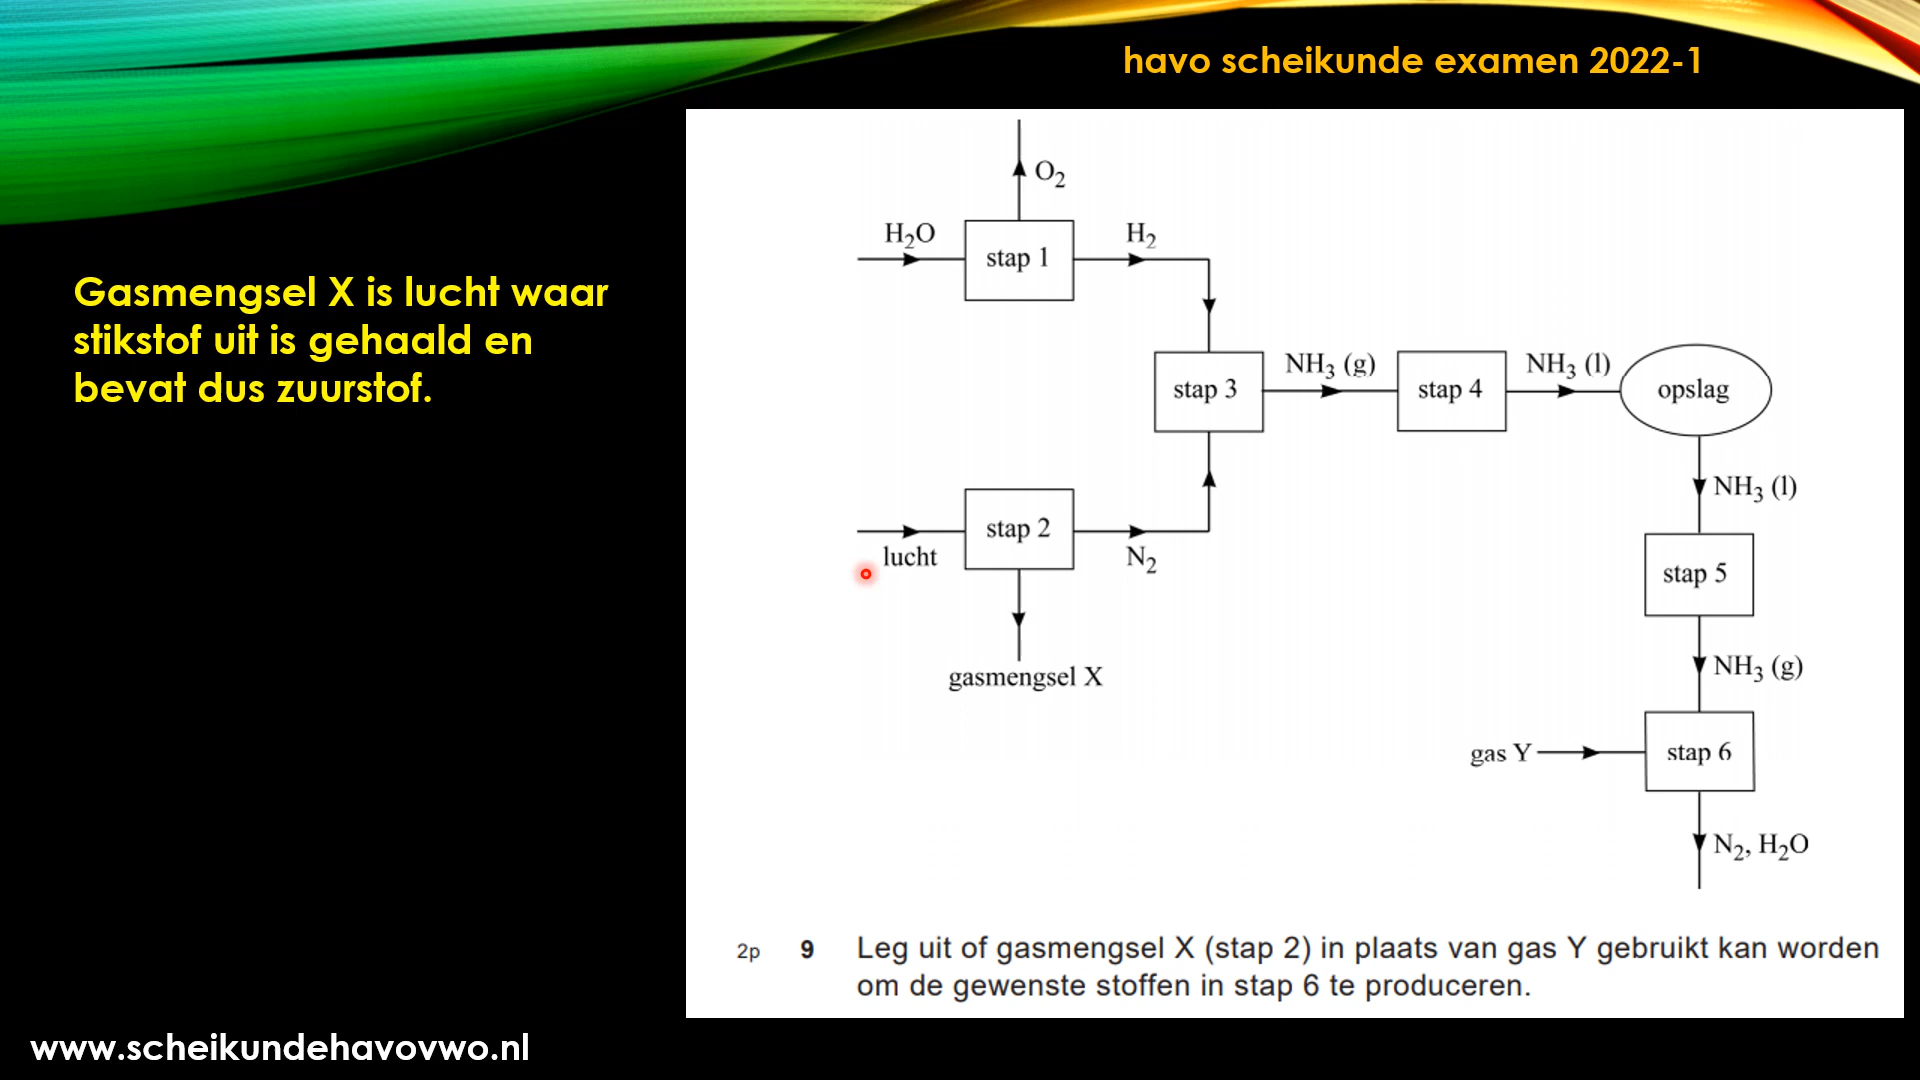 havo scheikunde examen 2022-1
Gasmengsel X is lucht waar
stikstof uit is gehaald en
bevat dus zuurstof.
O₂
H₂O
stap 1
H₂
stap 3
NH₃ (g)
stap 4
NH₃ (l)
opslag
lucht
stap 2
N₂
gasmengsel X
NH₃ (l)
stap 5
NH₃ (g)
gas Y
stap 6
N₂, H₂O
2p 9 Leg uit of gasmengsel X (stap 2) in plaats van gas Y gebruikt kan worden
om de gewenste stoffen in stap 6 te produceren.
www.scheikundehavovwo.nl